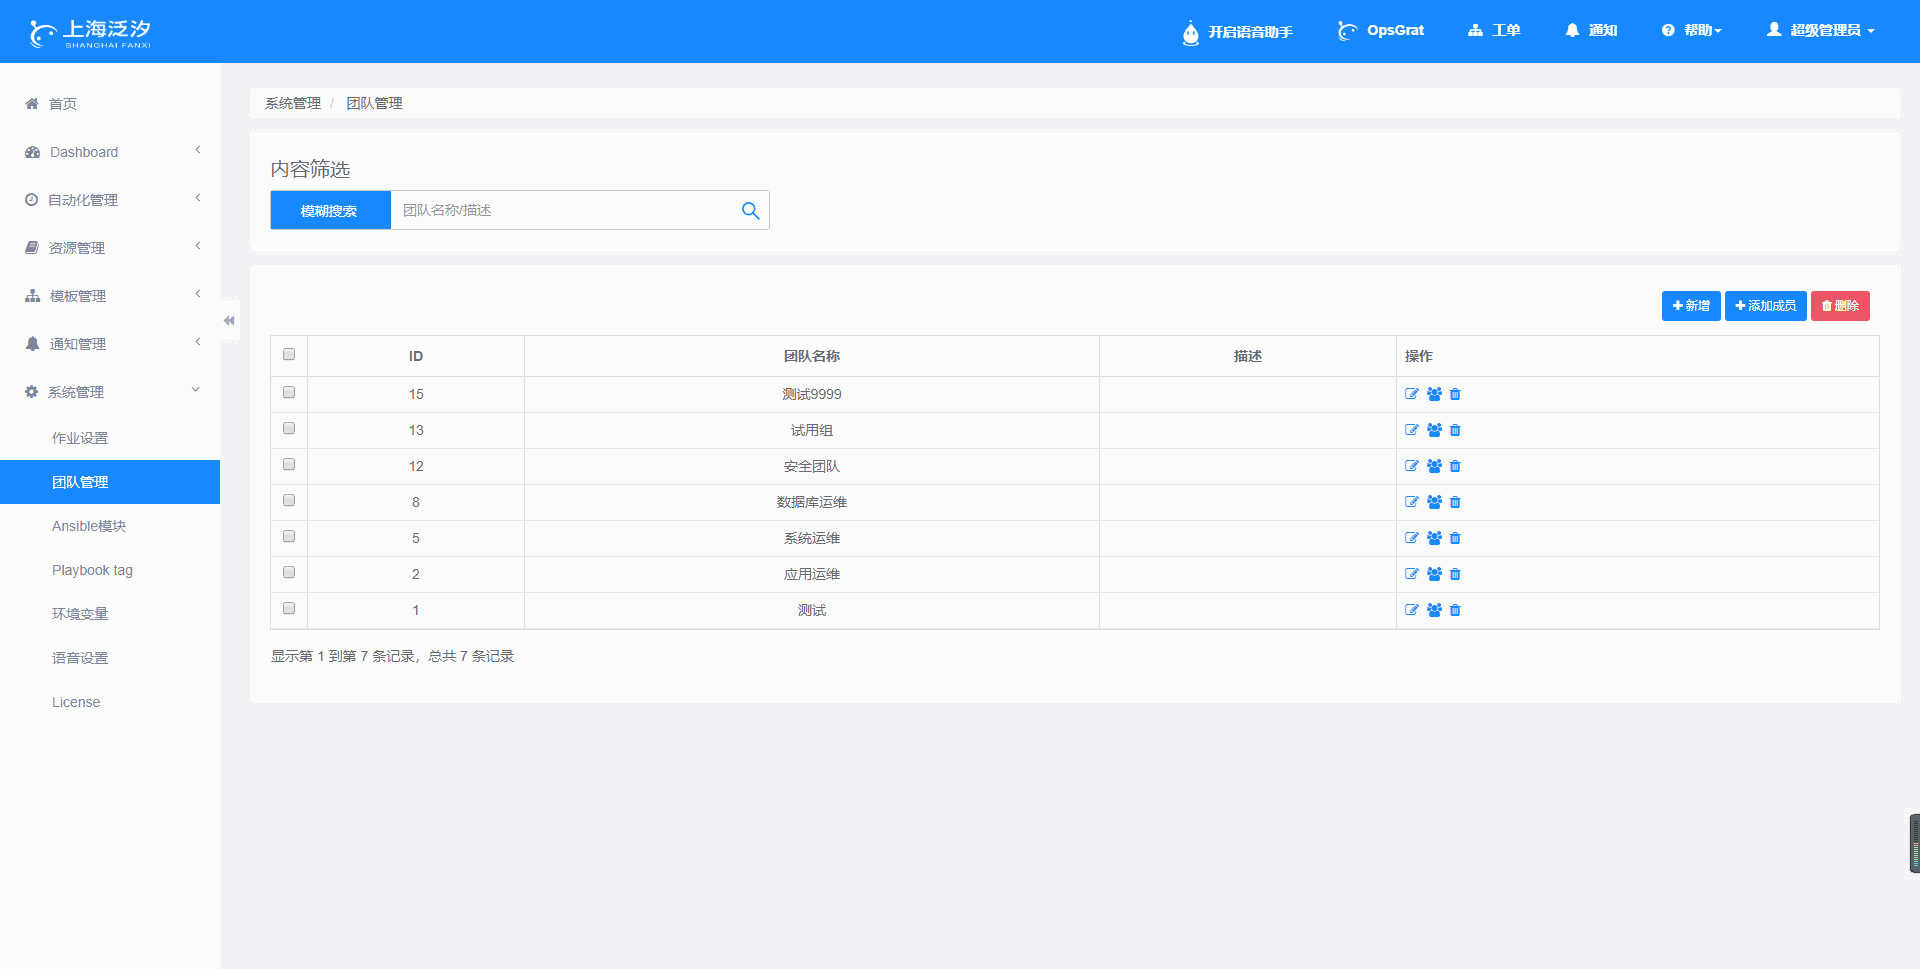 上海泛汐
SHANGHAI FANXI
开启语音助手
OpsGrat
工单
通知
帮助
超级管理员
首页
Dashboard
自动化管理
资源管理
模板管理
通知管理
系统管理
作业设置
团队管理
Ansible模块
Playbook tag
环境变量
语音设置
License
系统管理 / 团队管理
内容筛选
模糊搜索 团队名称/描述
新增 添加成员 删除
ID 团队名称 描述 操作
15 测试9999
13 试用组
12 安全团队
8 数据库运维
5 系统运维
2 应用运维
1 测试
显示第 1 到第 7 条记录，总共 7 条记录